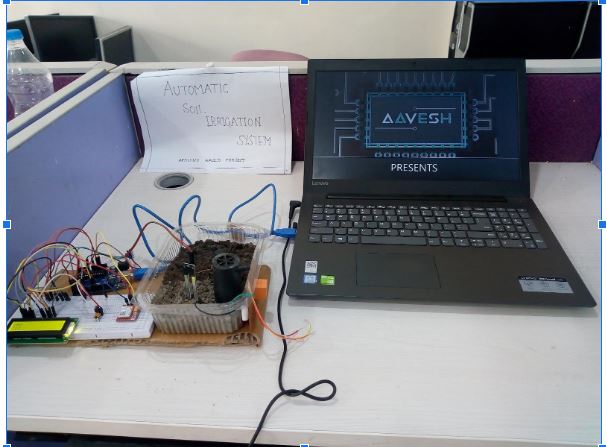 AUTOMATIC
SOIL
IRRIGATION
SYSTEM
ARDUINO BASED PROJECT
AAVESH
PRESENTS
Lenovo